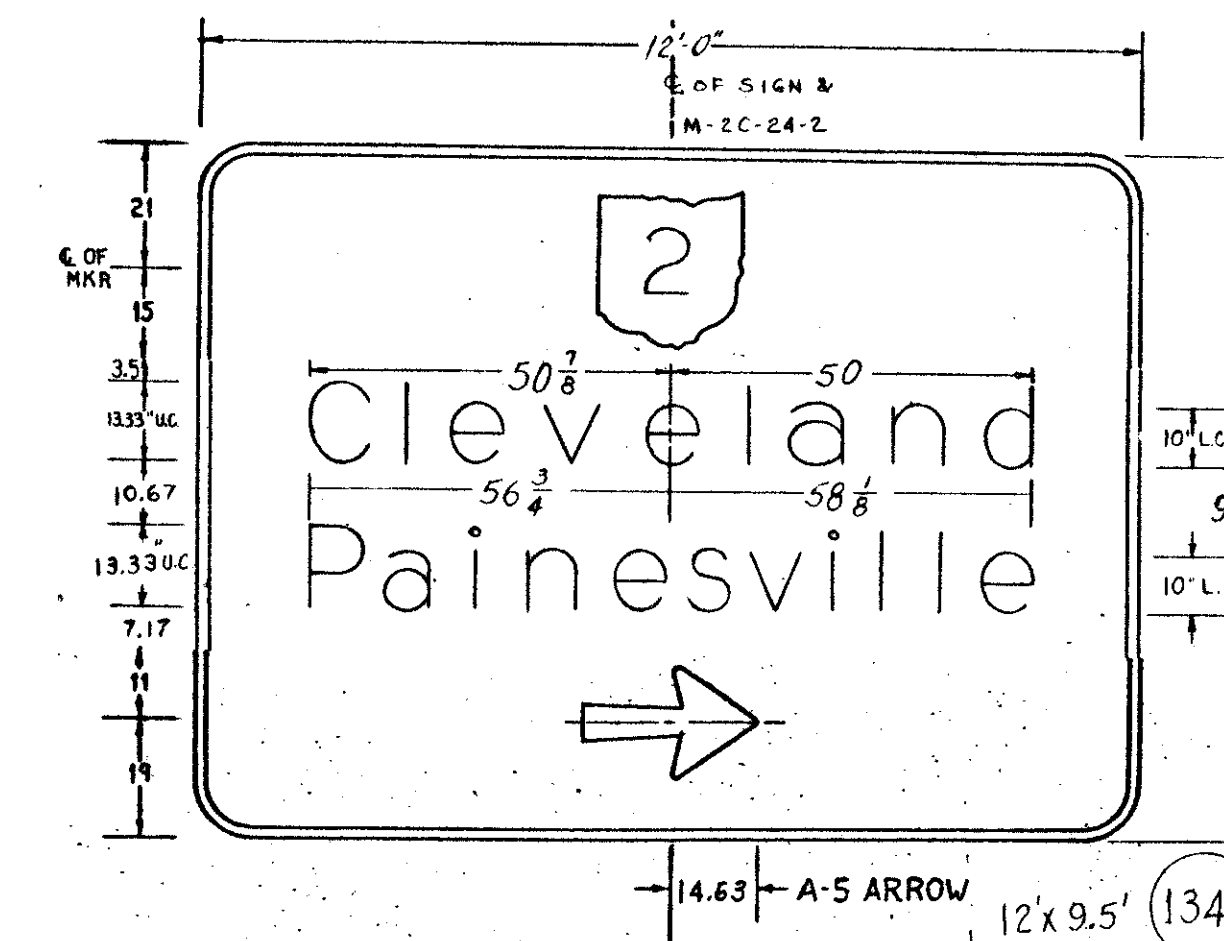 12'-0"
℄ OF SIGN &
M-2C-24-2
21
℄ OF
MKR
15
3.5
13.33" U.C.
10.67
13.33" U.C
7.17
11
19
2
50 7/8
50
Cleveland
56 3/4
58 1/8
Painesville
10" L.C
9
10" L.
14.63
A-5 ARROW
12'x 9.5'
134